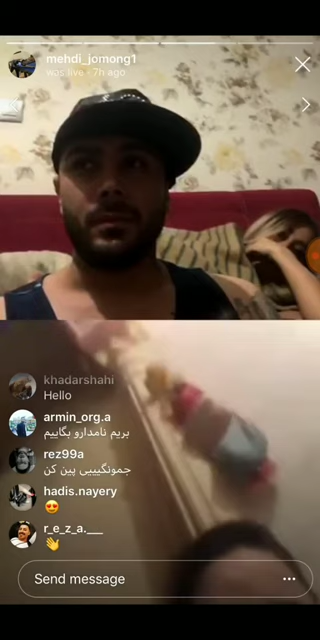 mehdi_jomong1
was live · 7h ago
khadarshahi
Hello
armin_org.a
بریم نامدارو بگاییم
rez99a
جمونگیییی پین کن
hadis.nayery
😍
r_e_z_a.___
👋
Send message